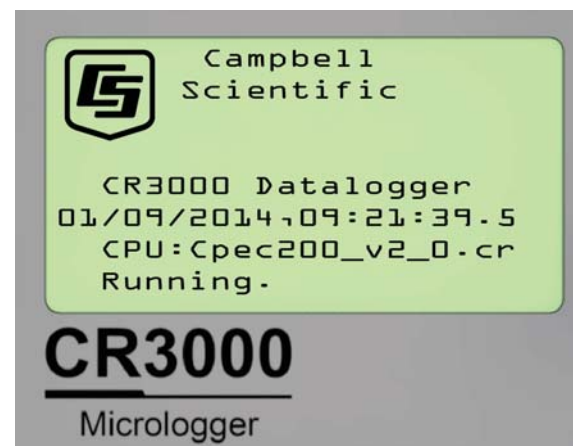 Campbell
Scientific
CR3000 Datalogger
01/09/2014,09:21:39.5
CPU:Cpec200_v2_0.cr
Running.
CR3000
Micrologger